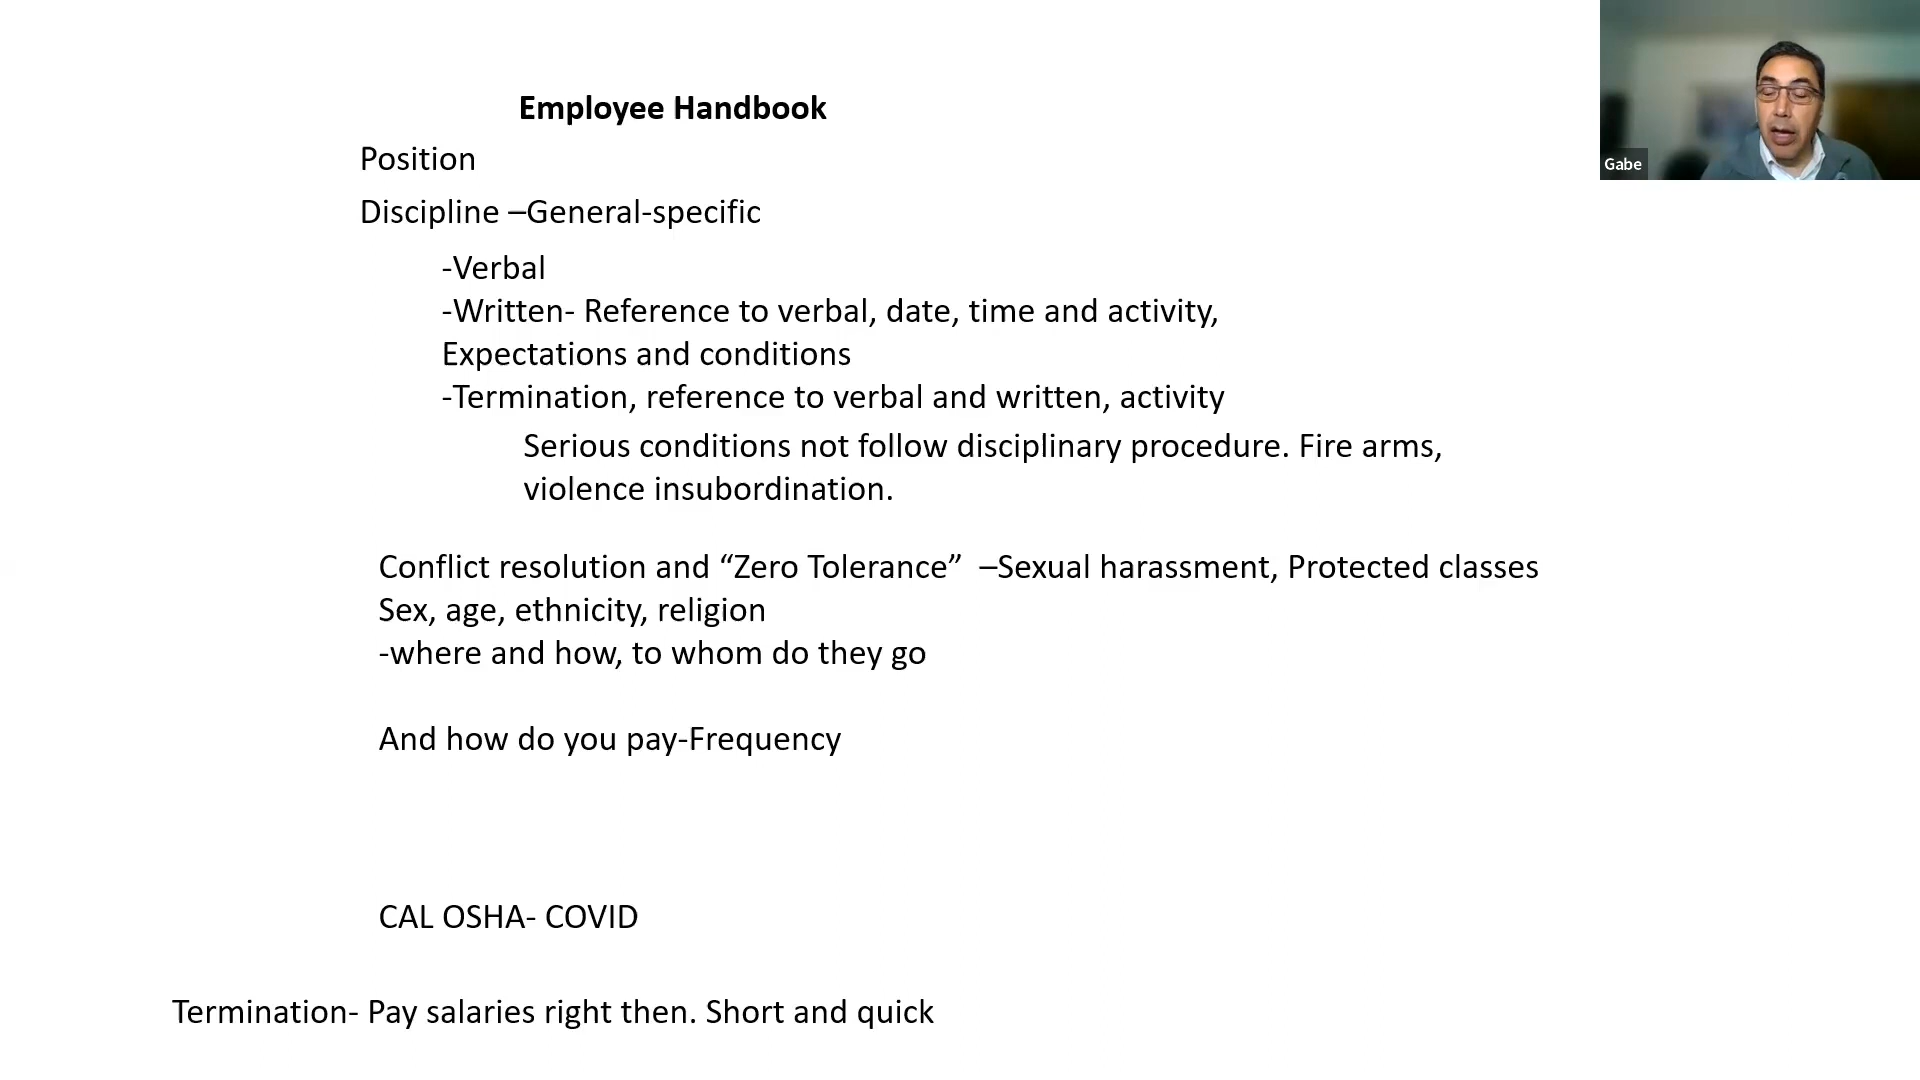 Employee Handbook
Gabe
Position
Discipline –General-specific
-Verbal
-Written- Reference to verbal, date, time and activity,
Expectations and conditions
-Termination, reference to verbal and written, activity
Serious conditions not follow disciplinary procedure. Fire arms,
violence insubordination.
Conflict resolution and “Zero Tolerance”  –Sexual harassment, Protected classes
Sex, age, ethnicity, religion
-where and how, to whom do they go
And how do you pay-Frequency
CAL OSHA- COVID
Termination- Pay salaries right then. Short and quick